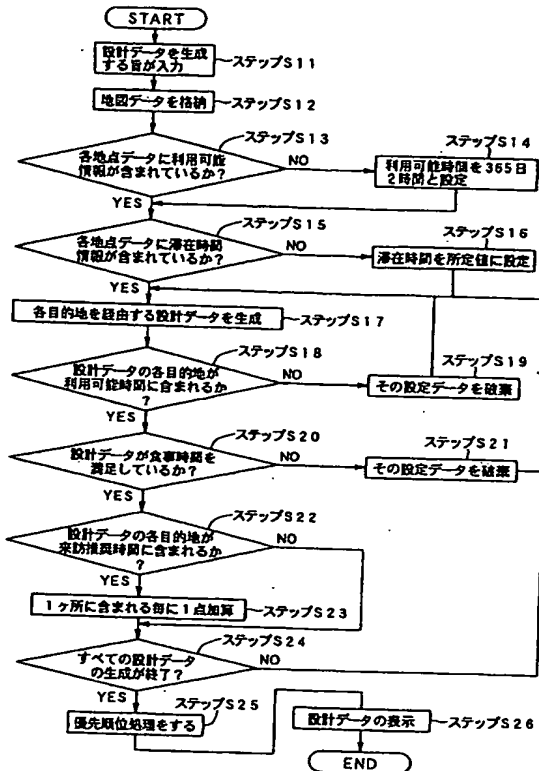 START
設計データを生成
する旨が入力
ステップS11
地図データを格納
ステップS12
ステップS13
各地点データに利用可能
情報が含まれているか?
NO
YES
ステップS14
利用可能時間を365日
2時間と設定
ステップS15
各地点データに滞在時間
情報が含まれているか?
NO
YES
ステップS16
滞在時間を所定値に設定
各目的地を経由する設計データを生成
ステップS17
ステップS18
設計データの各目的地が
利用可能時間に含まれるか
?
NO
YES
ステップS19
その設定データを破棄
ステップS20
設計データが食事時間を
満足しているか?
NO
YES
ステップS21
その設定データを破棄
ステップS22
設計データの各目的地が
来訪推奨時間に含まれるか
?
NO
YES
1ヶ所に含まれる毎に1点加算
ステップS23
ステップS24
すべての設計データ
の生成が終了?
NO
YES
ステップS25
優先順位処理をする
設計データの表示
ステップS26
END